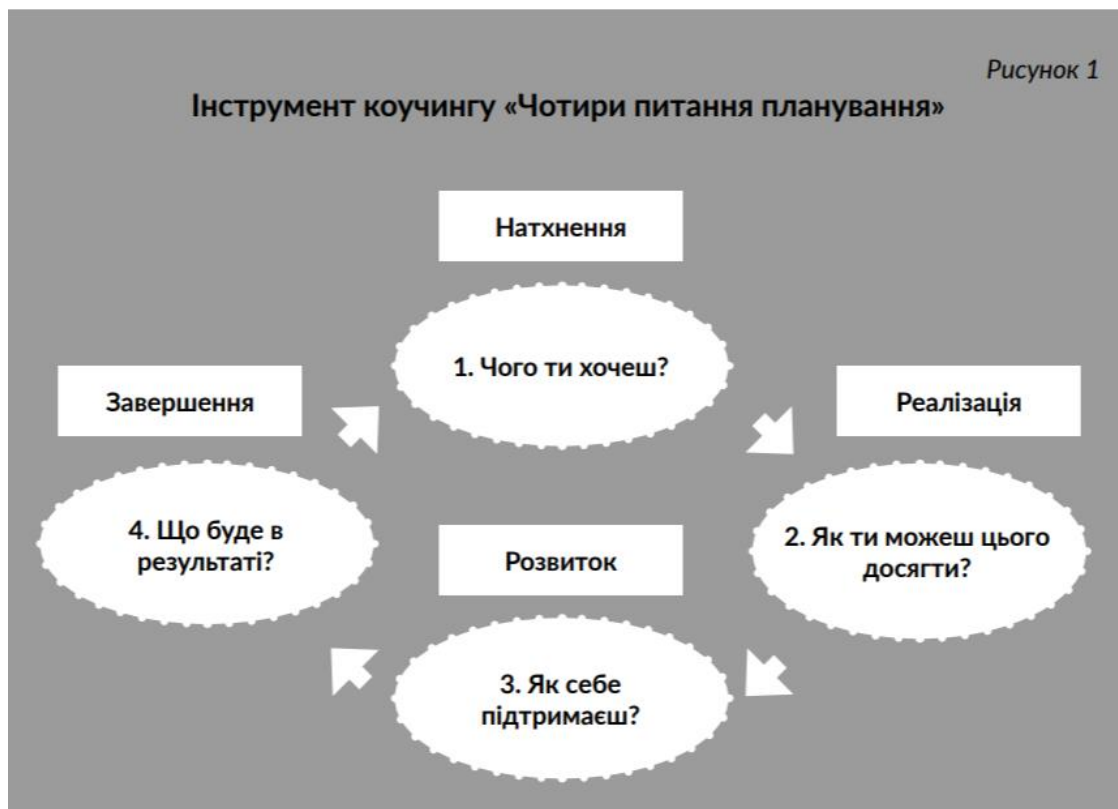 Рисунок 1
Інструмент коучингу «Чотири питання планування»
Натхнення
1. Чого ти хочеш?
Реалізація
2. Як ти можеш цього
досягти?
Розвиток
3. Як себе
підтримаєш?
Завершення
4. Що буде в
результаті?